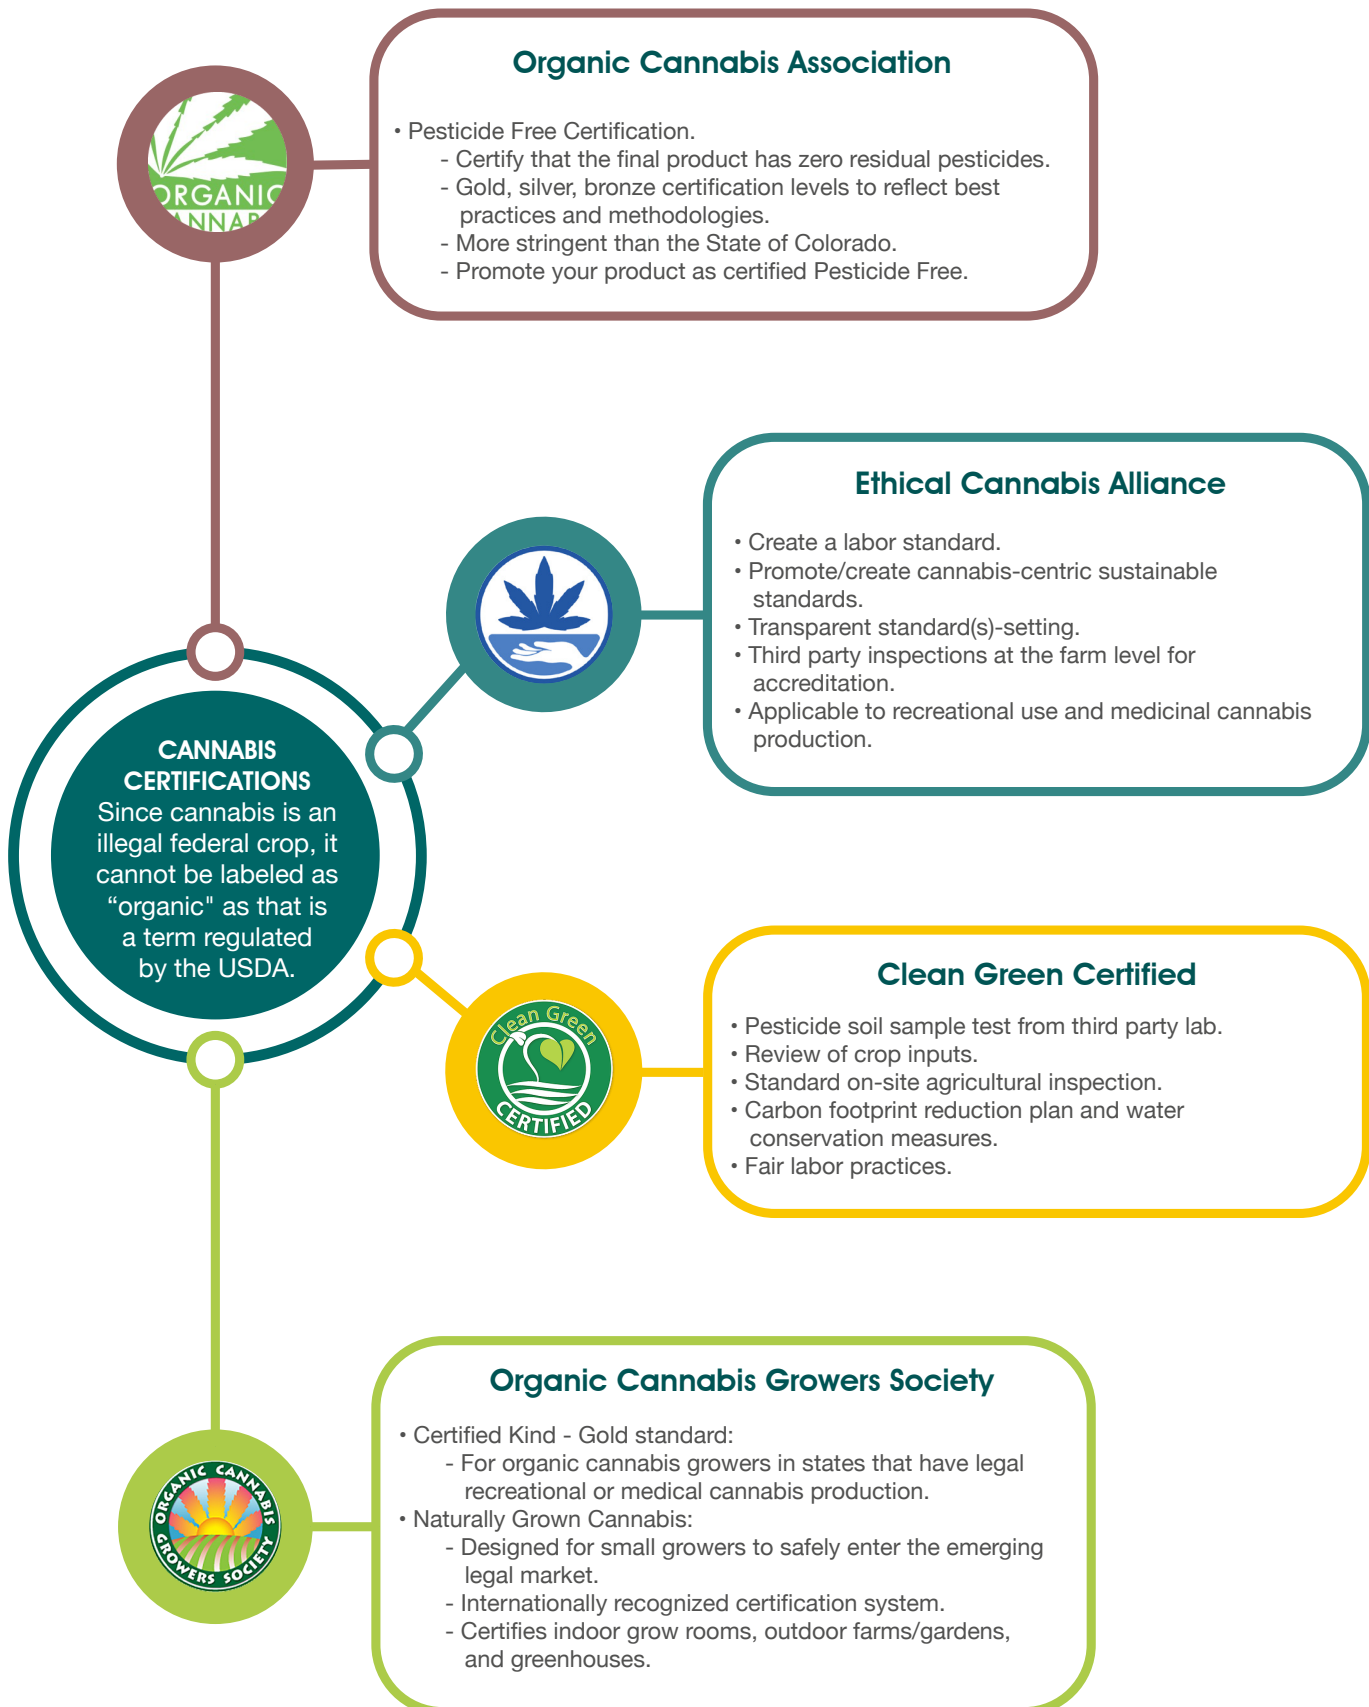 Organic Cannabis Association
• Pesticide Free Certification.
- Certify that the final product has zero residual pesticides.
- Gold, silver, bronze certification levels to reflect best
practices and methodologies.
- More stringent than the State of Colorado.
- Promote your product as certified Pesticide Free.
ORGANIC
Ethical Cannabis Alliance
• Create a labor standard.
• Promote/create cannabis-centric sustainable
standards.
• Transparent standard(s)-setting.
• Third party inspections at the farm level for
accreditation.
• Applicable to recreational use and medicinal cannabis
production.
CANNABIS
CERTIFICATIONS
Since cannabis is an
illegal federal crop, it
cannot be labeled as
“organic" as that is
a term regulated
by the USDA.
Clean Green Certified
• Pesticide soil sample test from third party lab.
• Review of crop inputs.
• Standard on-site agricultural inspection.
• Carbon footprint reduction plan and water
conservation measures.
• Fair labor practices.
Clean Green
CERTIFIED
Organic Cannabis Growers Society
• Certified Kind - Gold standard:
- For organic cannabis growers in states that have legal
recreational or medical cannabis production.
• Naturally Grown Cannabis:
- Designed for small growers to safely enter the emerging
legal market.
- Internationally recognized certification system.
- Certifies indoor grow rooms, outdoor farms/gardens,
and greenhouses.
ORGANIC CANNABIS
GROWERS SOCIETY